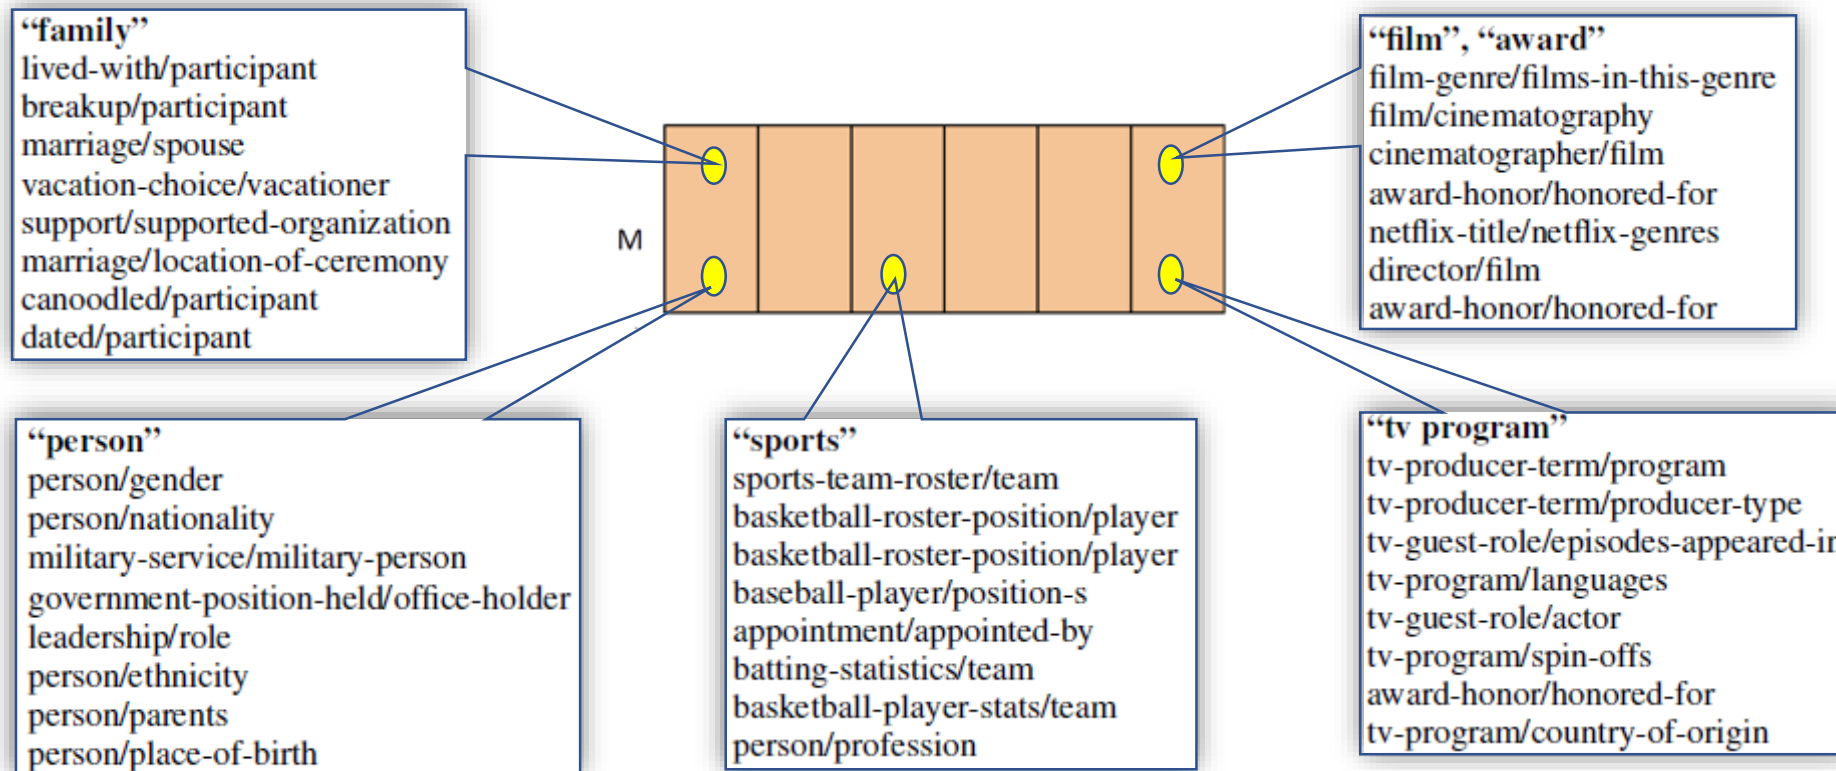 “family”
lived-with/participant
breakup/participant
marriage/spouse
vacation-choice/vacationer
support/supported-organization
marriage/location-of-ceremony
canoodled/participant
dated/participant
“film”, “award”
film-genre/films-in-this-genre
film/cinematography
cinematographer/film
award-honor/honored-for
netflix-title/netflix-genres
director/film
award-honor/honored-for
M
“person”
person/gender
person/nationality
military-service/military-person
government-position-held/office-holder
leadership/role
person/ethnicity
person/parents
person/place-of-birth
“sports”
sports-team-roster/team
basketball-roster-position/player
basketball-roster-position/player
baseball-player/position-s
appointment/appointed-by
batting-statistics/team
basketball-player-stats/team
person/profession
“tv program”
tv-producer-term/program
tv-producer-term/producer-type
tv-guest-role/episodes-appeared-in
tv-program/languages
tv-guest-role/actor
tv-program/spin-offs
award-honor/honored-for
tv-program/country-of-origin